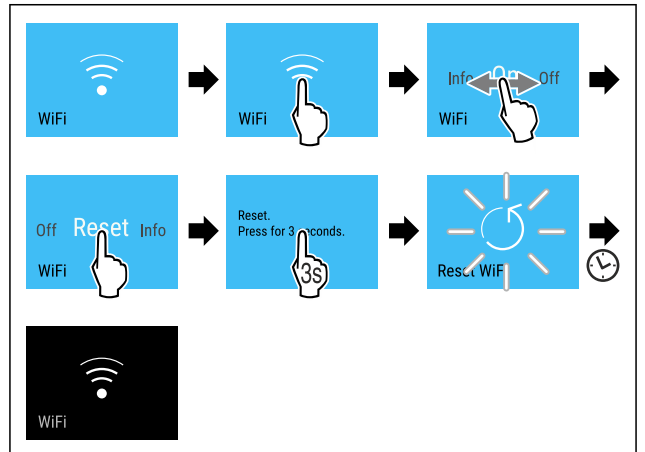 WiFi
WiFi
Info Off
WiFi
Off Reset Info
WiFi
Reset.
Press for 3 seconds.
3s
Reset WiFi
WiFi